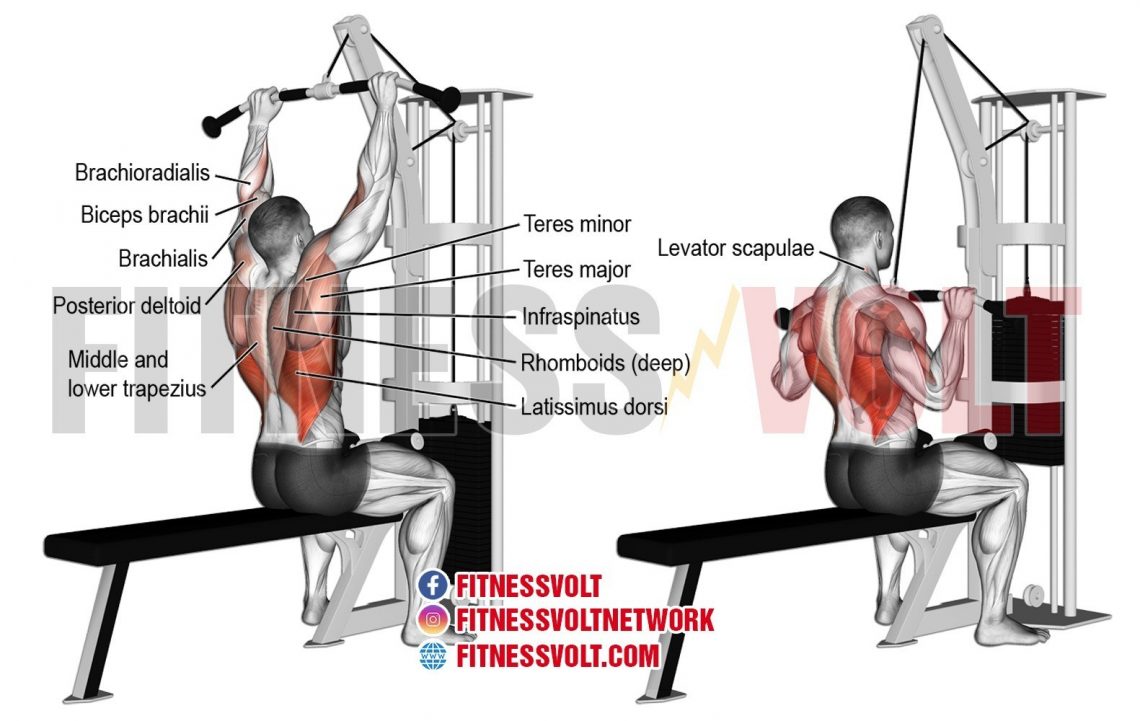 Brachioradialis
Biceps brachii
Brachialis
Posterior deltoid
Middle and
lower trapezius
Teres minor
Teres major
Infraspinatus
Rhomboids (deep)
Latissimus dorsi
Levator scapulae
FITNESS VOLT
FITNESSVOLT
FITNESSVOLTNETWORK
WWW
FITNESSVOLT.COM